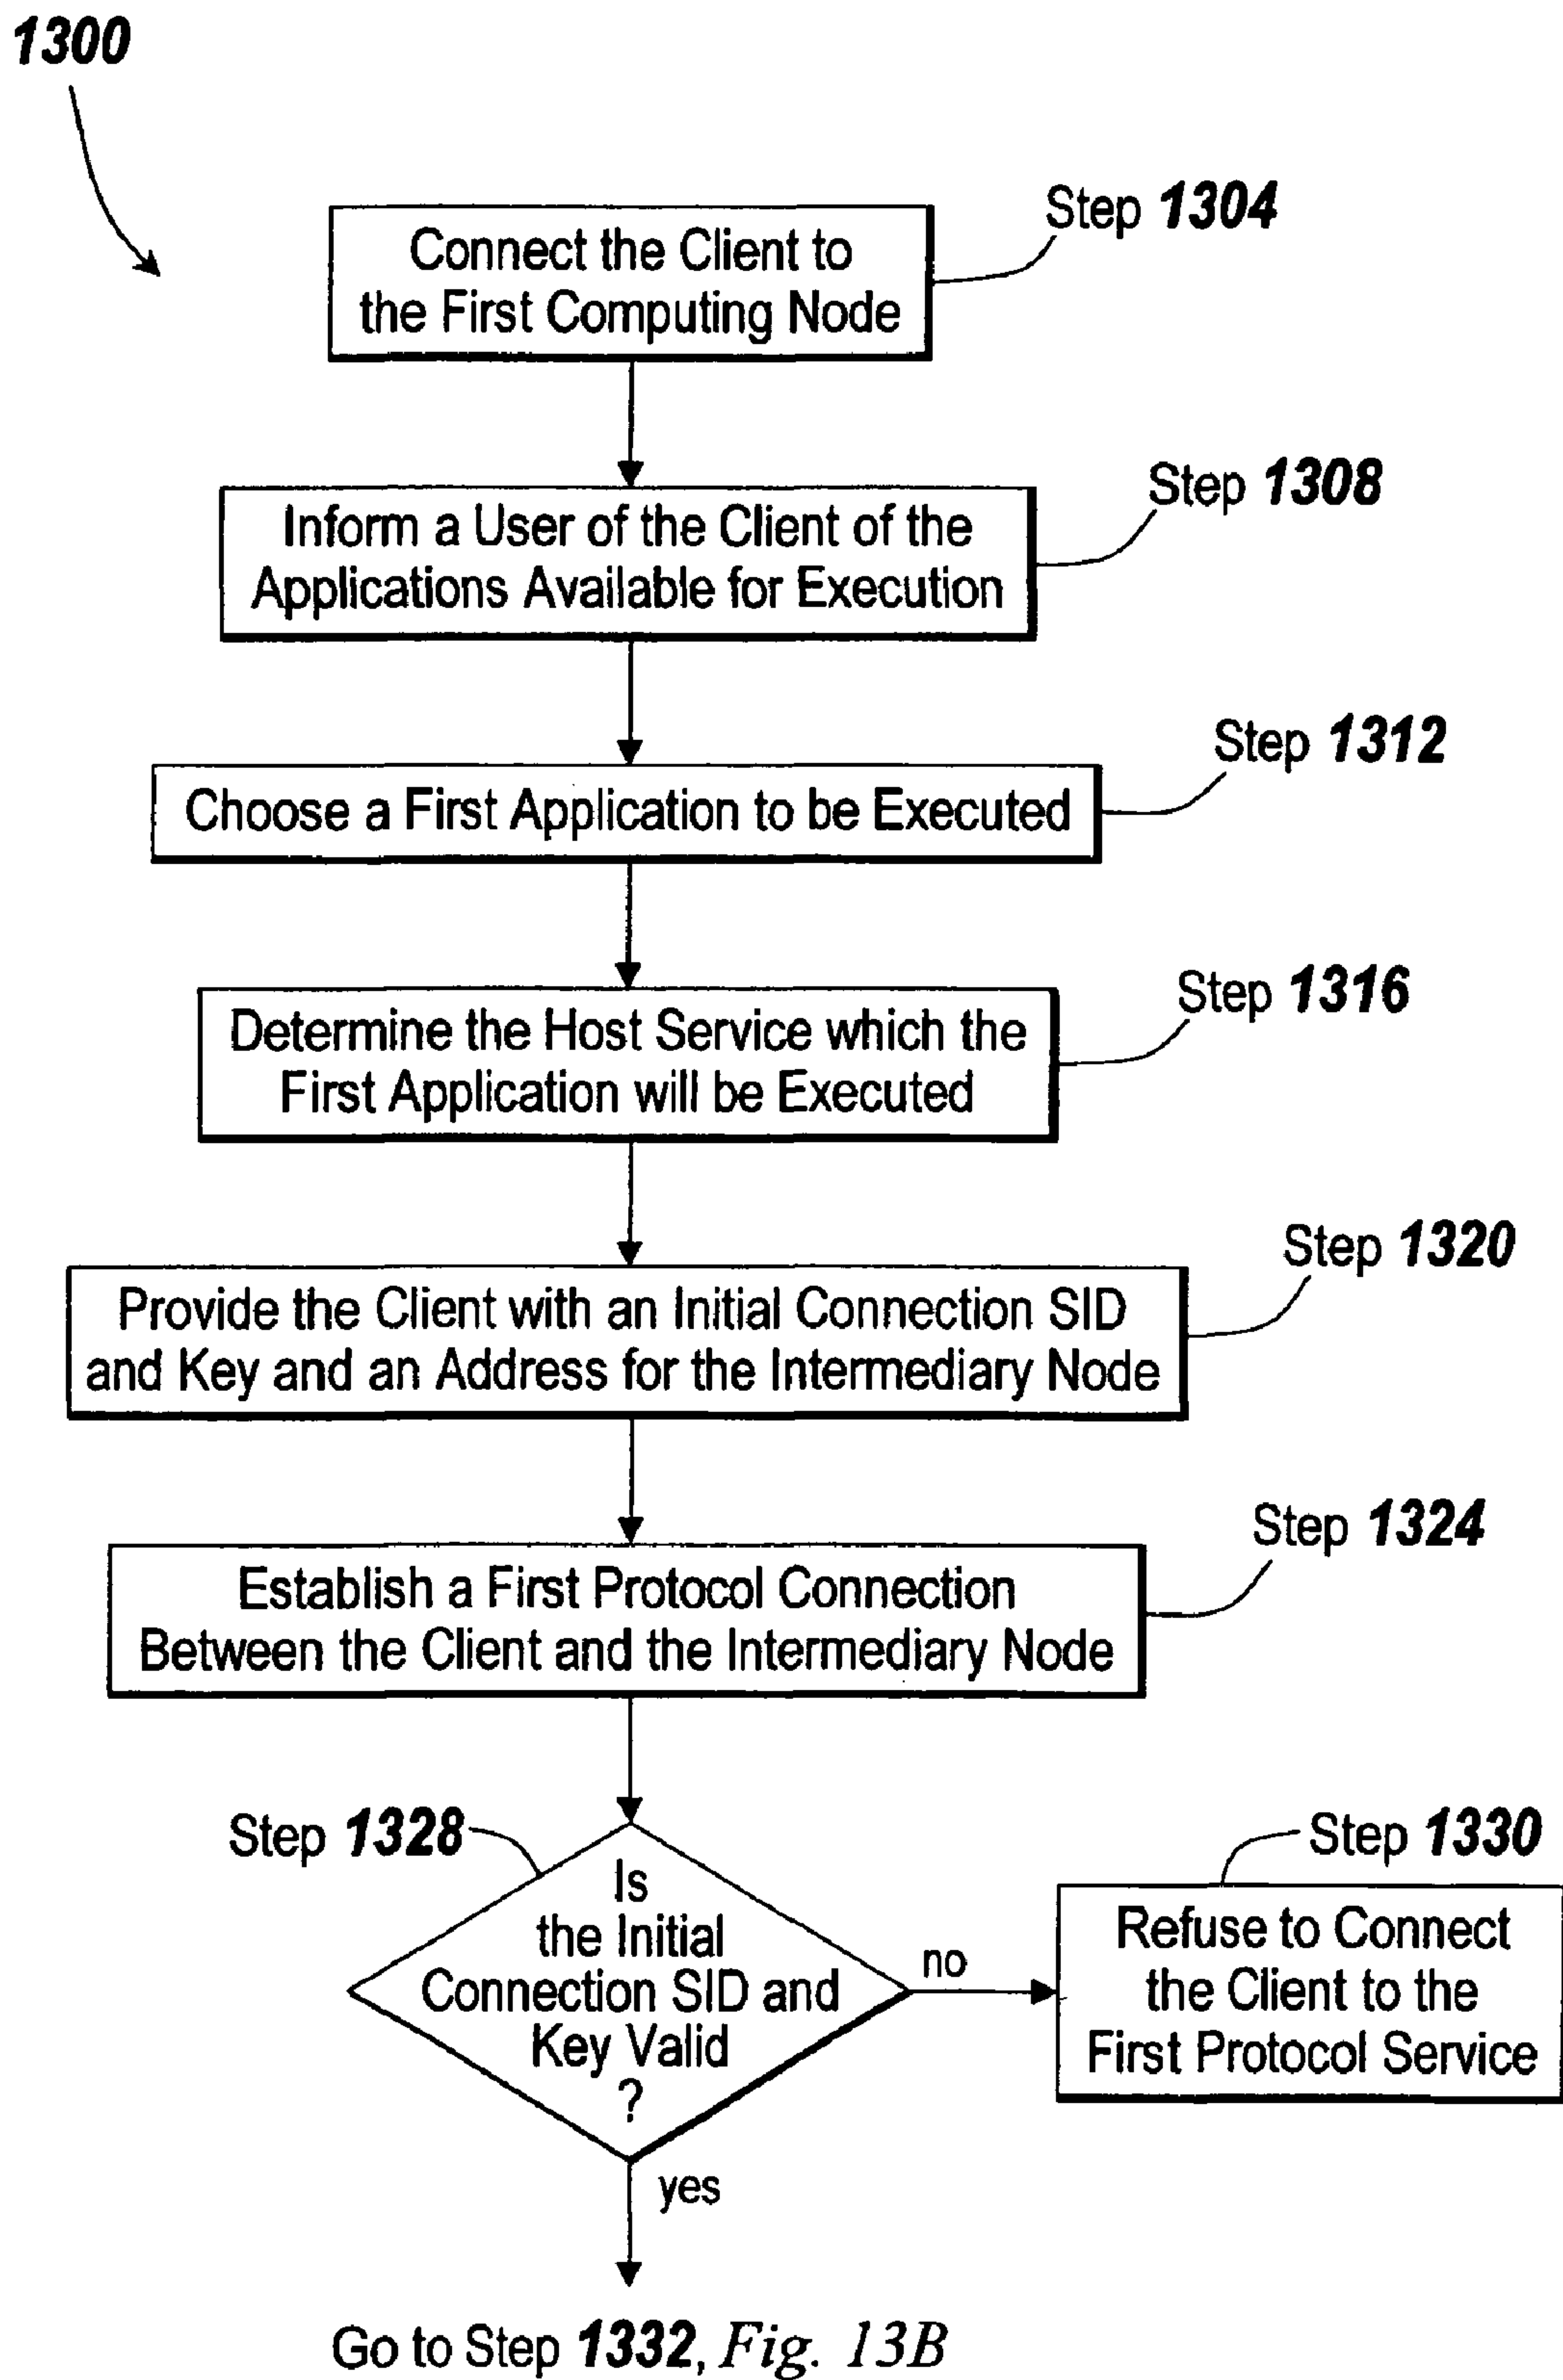 1300
Step 1304
Connect the Client to
the First Computing Node
Step 1308
Inform a User of the Client of the
Applications Available for Execution
Step 1312
Choose a First Application to be Executed
Step 1316
Determine the Host Service which the
First Application will be Executed
Step 1320
Provide the Client with an Initial Connection SID
and Key and an Address for the Intermediary Node
Step 1324
Establish a First Protocol Connection
Between the Client and the Intermediary Node
Step 1328
Is
the Initial
Connection SID and
Key Valid
?
no
Step 1330
Refuse to Connect
the Client to the
First Protocol Service
yes
Go to Step 1332, Fig. 13B